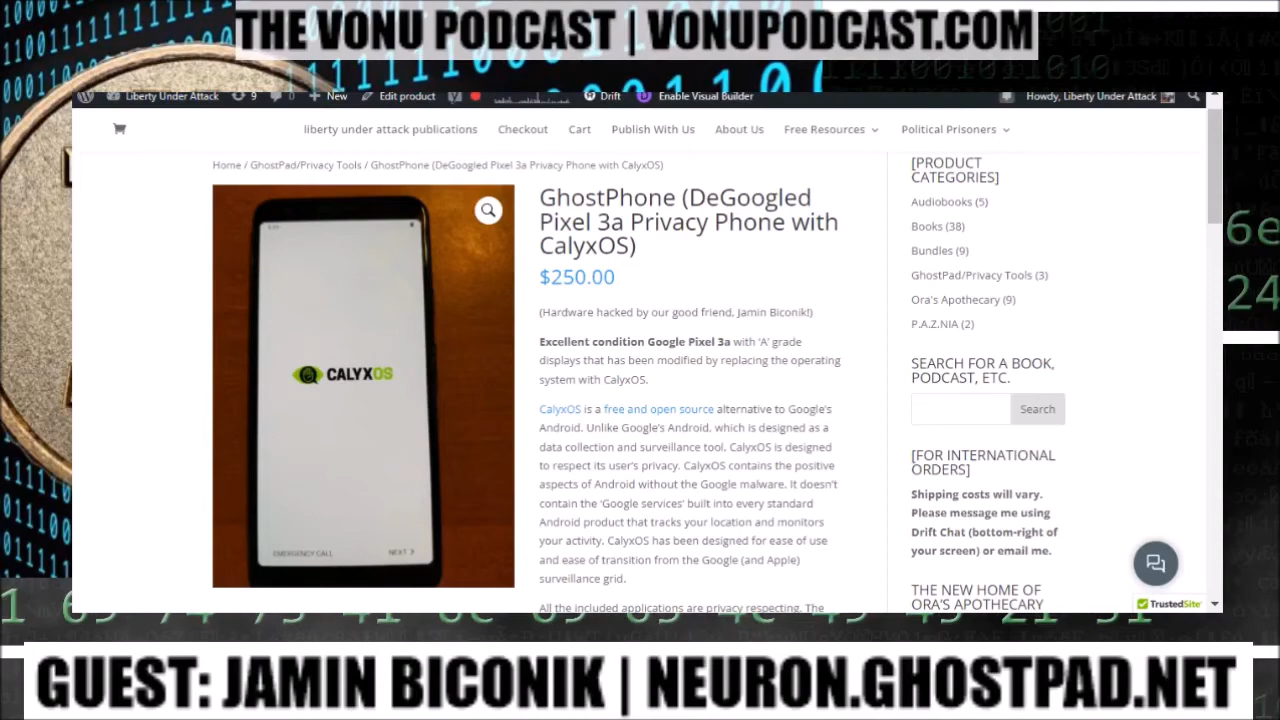 THE VONU PODCAST | VONUPODCAST.COM
Liberty Under Attack 9 0 New Edit product Drift Enable Visual Builder Howdy, Liberty Under Attack
liberty under attack publications Checkout Cart Publish With Us About Us Free Resources Political Prisoners
Home / GhostPad/Privacy Tools / GhostPhone (DeGoogled Pixel 3a Privacy Phone with CalyxOS)
CALYXOS
EMERGENCY CALL NEXT
GhostPhone (DeGoogled
Pixel 3a Privacy Phone with
CalyxOS)
$250.00
(Hardware hacked by our good friend, Jamin Biconik!)
Excellent condition Google Pixel 3a with 'A' grade
displays that has been modified by replacing the operating
system with CalyxOS.
CalyxOS is a free and open source alternative to Google's
Android. Unlike Google's Android, which is designed as a
data collection and surveillance tool, CalyxOS is designed
to respect its user's privacy. CalyxOS contains the positive
aspects of Android without the Google malware. It doesn't
contain the 'Google services' built into every standard
Android product that tracks your location and monitors
your activity. CalyxOS has been designed for ease of use
and ease of transition from the Google (and Apple)
surveillance grid.
All the included applications are privacy respecting. The
[PRODUCT
CATEGORIES]
Audiobooks (5)
Books (38)
Bundles (9)
GhostPad/Privacy Tools (3)
Ora's Apothecary (9)
P.A.Z.NIA (2)
SEARCH FOR A BOOK,
PODCAST, ETC.
Search
[FOR INTERNATIONAL
ORDERS]
Shipping costs will vary.
Please message me using
Drift Chat (bottom-right of
your screen) or email me.
THE NEW HOME OF
ORA'S APOTHECARY
TrustedSite
6e
24
GUEST: JAMIN BICONIK | NEURON.GHOSTPAD.NET